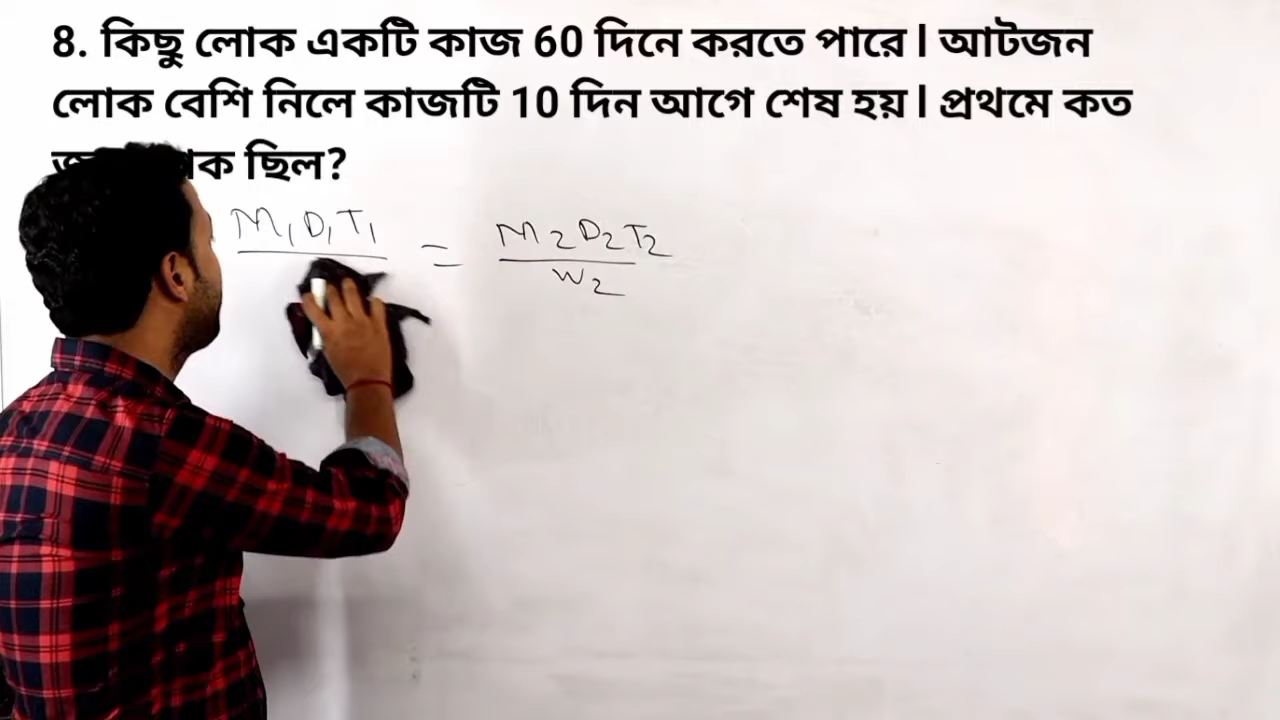 8. কিছু লোক একটি কাজ 60 দিনে করতে পারে। আটজন
লোক বেশি নিলে কাজটি 10 দিন আগে শেষ হয়। প্রথমে কত
ছিল?
M₁D₁T₁ = M₂D₂T₂
W₂